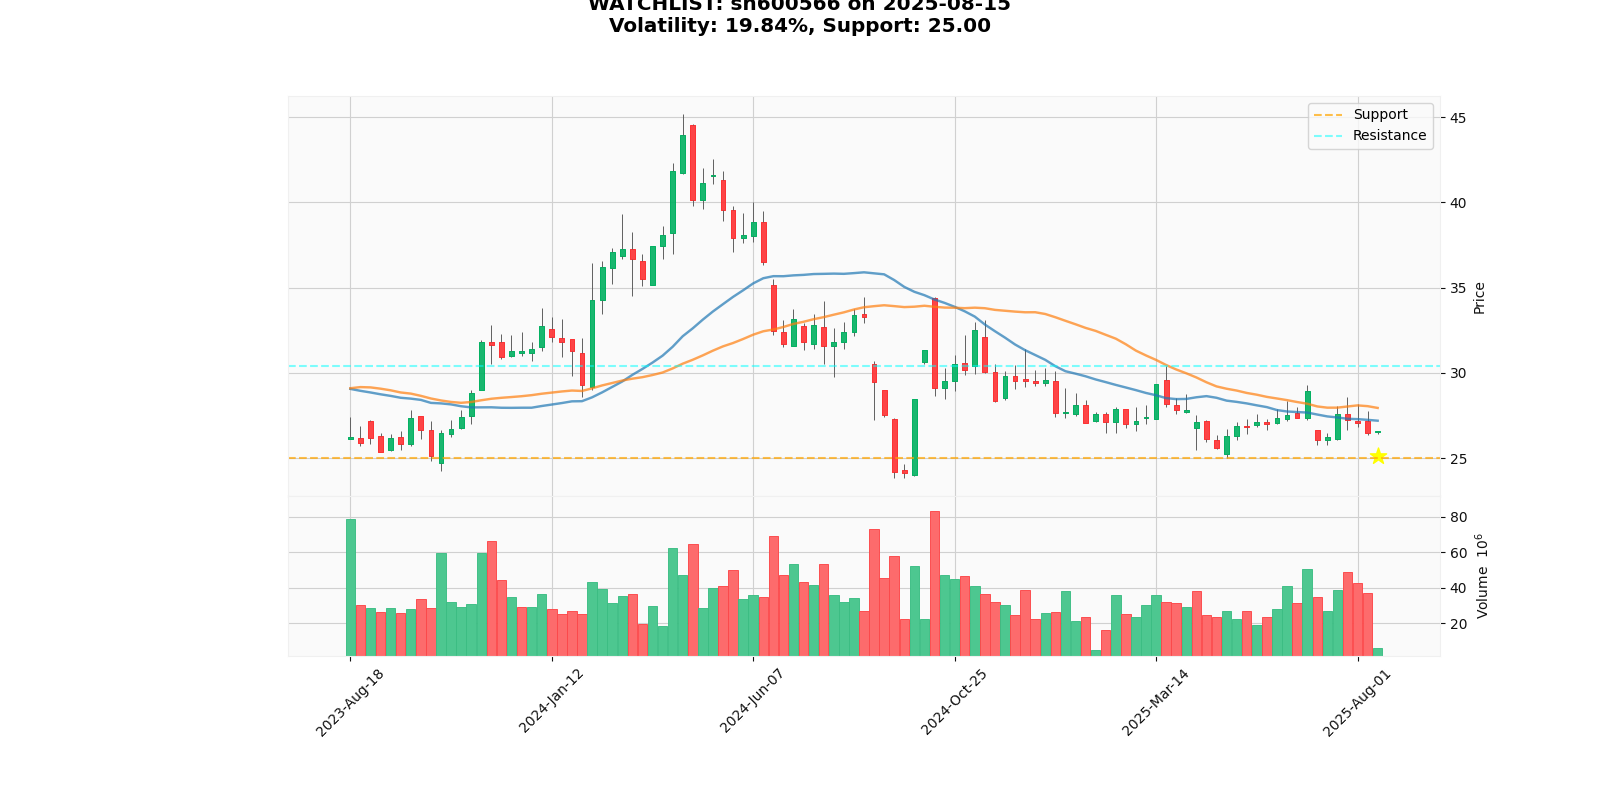 WATCHLIST: sh600566 on 2025-08-15
Volatility: 19.84%, Support: 25.00
Support
Resistance
45
40
35
30
25
Price
80
60
40
20
Volume 10⁶
2023-Aug-18
2024-Jan-12
2024-Jun-07
2024-Oct-25
2025-Mar-14
2025-Aug-01